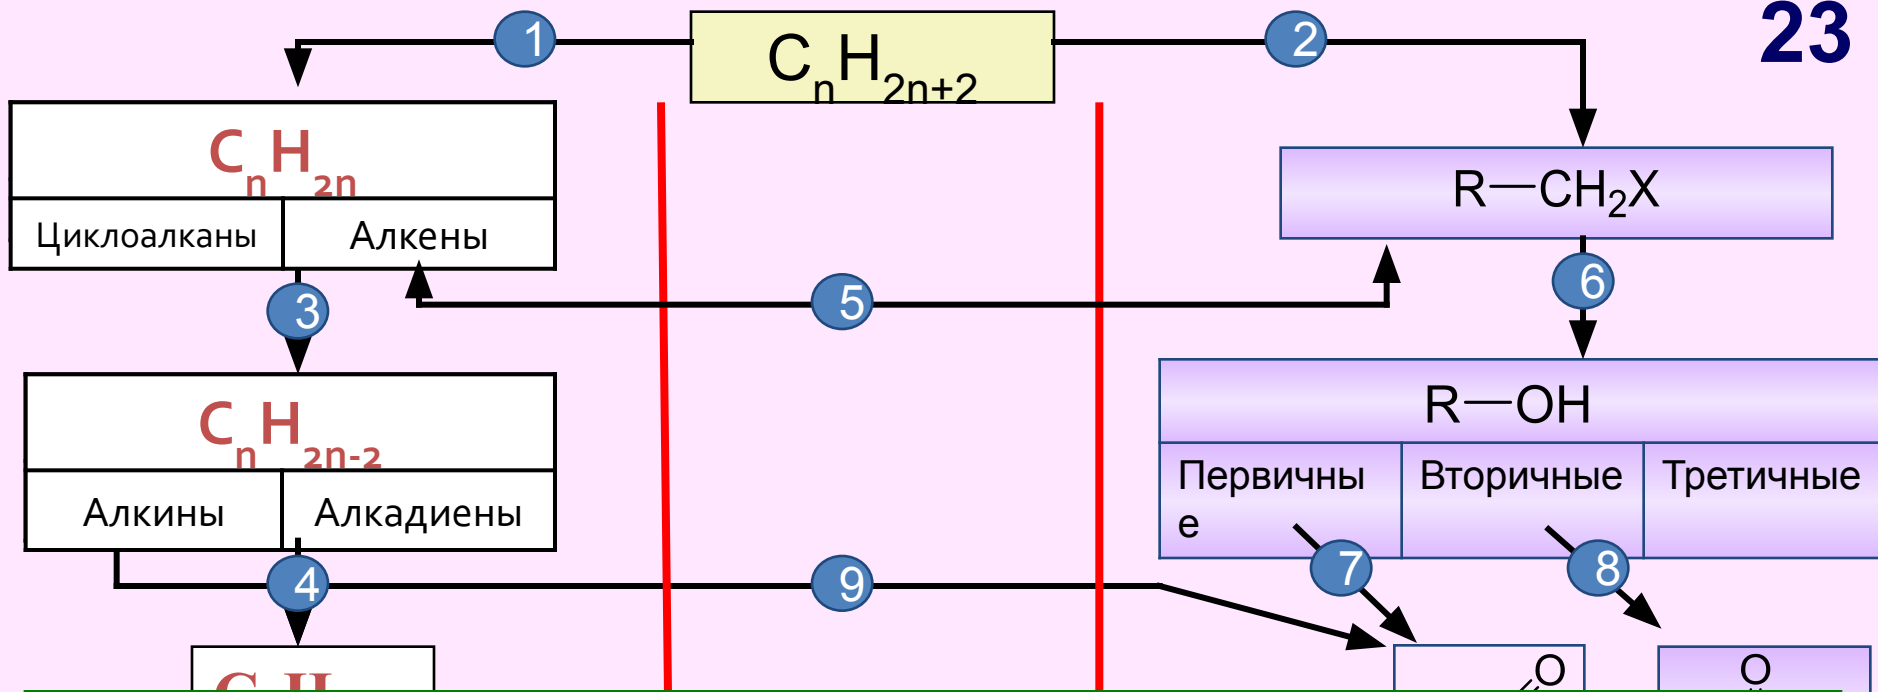 1
CnH2n+2
2
23
CnH2n
Циклоалканы
Алкены
R—CH2X
3
5
6
CnH2n-2
Алкины
Алкадиены
R—OH
Первичны
е
Вторичные
Третичные
4
9
7
8
O
O